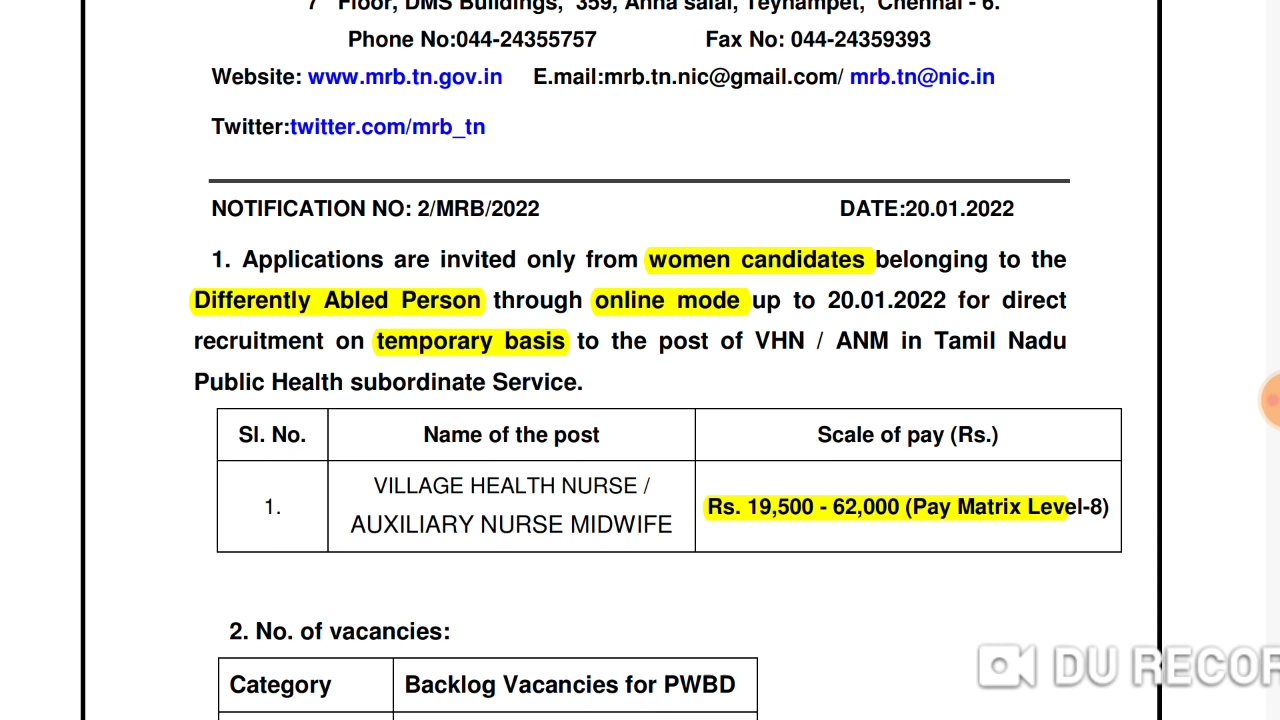 7 Floor, DMS Buildings, 359, Anna salai, Teynampet, Chennai - 6.
Phone No:044-24355757 Fax No: 044-24359393
Website: www.mrb.tn.gov.in E.mail:mrb.tn.nic@gmail.com/ mrb.tn@nic.in
Twitter:twitter.com/mrb_tn
NOTIFICATION NO: 2/MRB/2022 DATE:20.01.2022
1. Applications are invited only from women candidates belonging to the
Differently Abled Person through online mode up to 20.01.2022 for direct
recruitment on temporary basis to the post of VHN / ANM in Tamil Nadu
Public Health subordinate Service.
Sl. No. Name of the post Scale of pay (Rs.)
1. VILLAGE HEALTH NURSE / Rs. 19,500 - 62,000 (Pay Matrix Level-8)
AUXILIARY NURSE MIDWIFE
2. No. of vacancies:
Category Backlog Vacancies for PWBD
DU RECOR